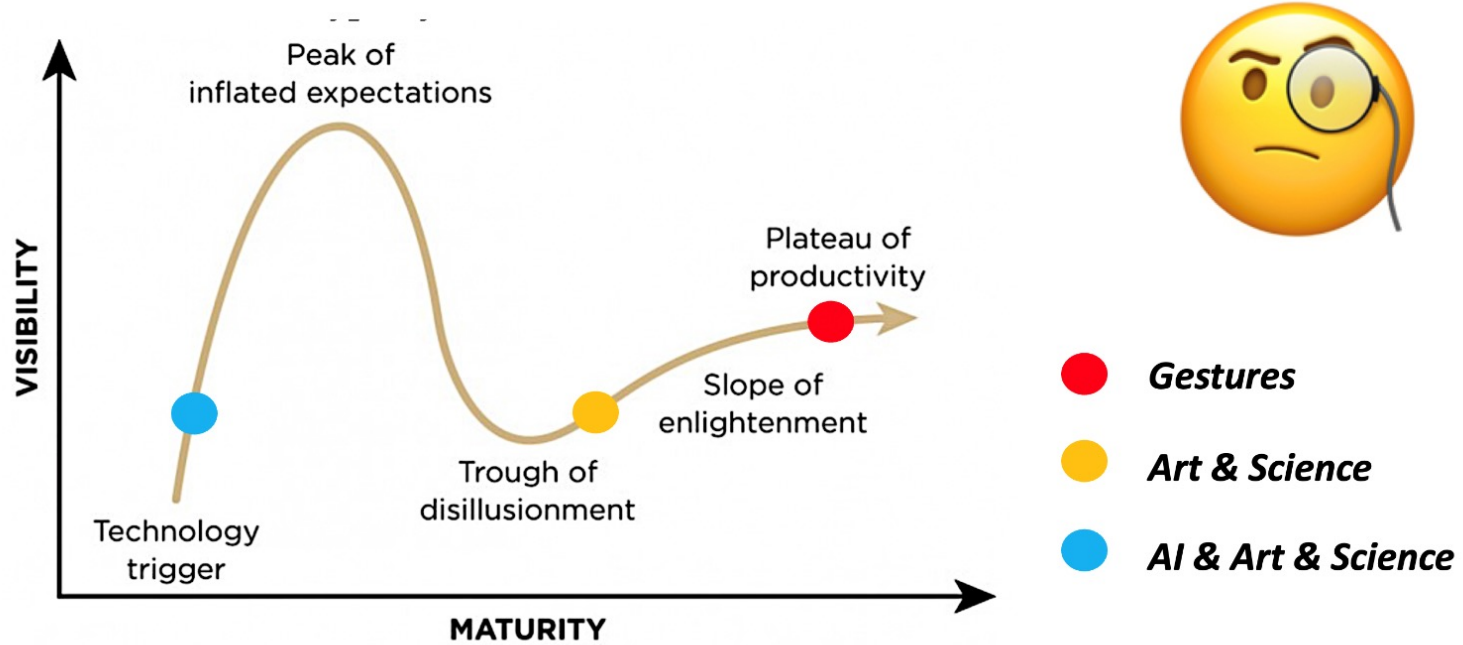 Peak of
inflated expectations
VISIBILITY
Plateau of
productivity
Slope of
enlightenment
Trough of
disillusionment
Technology
trigger
MATURITY
Gestures
Art & Science
AI & Art & Science